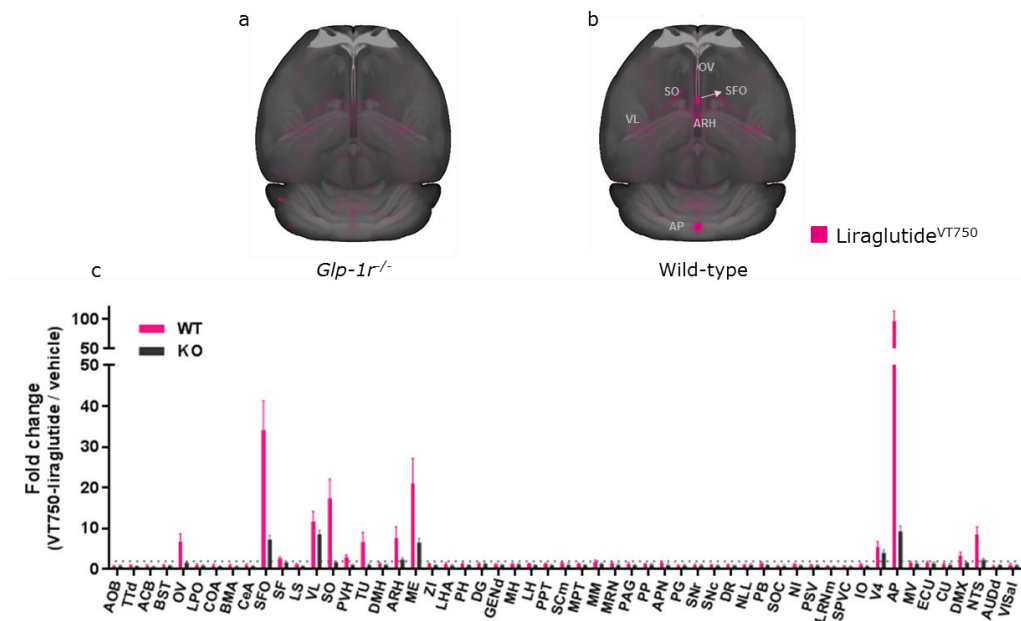 a
b
OV
SO
SFO
VL
ARH
AP
Liraglutide^VT750
Glp-1r-/-
Wild-type
c
WT
KO
Fold change
(VT750-liraglutide / vehicle)
100
50
50
40
30
20
10
0
AOB TTd ACB BST OV LPO COA BMA CeA SFO SF LS VL SO PVH TU DMH ARH ME ZI LHA PH DG GENd MH LH PPT SCm MPT MM MRN PAG PP APN PG SNr SNc DR NLL PB SOC NI PSV LRNm SPVC IO V4 AP MV ECU CU DMX NTS AUDd VISal